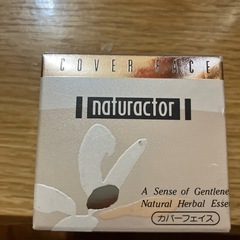 COVER FACE
naturactor
A Sense of Gentlene
Natural Herbal Esse
カバーフェイス